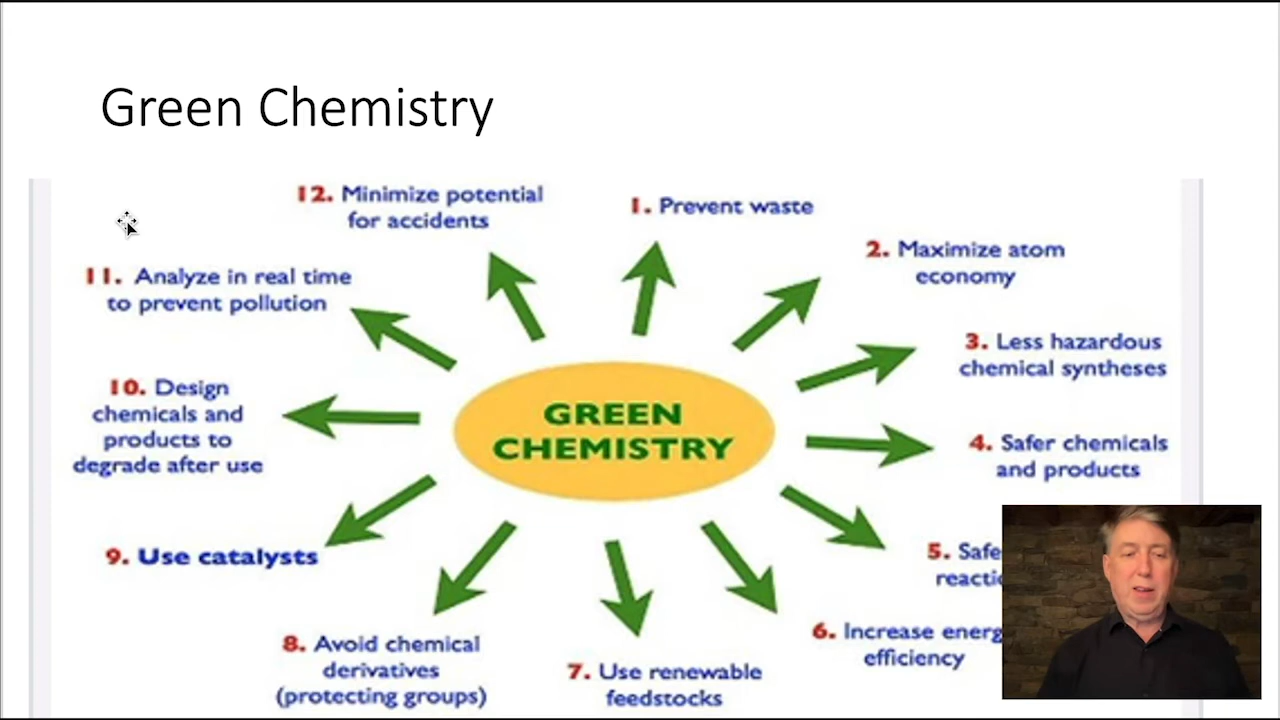 Green Chemistry
12. Minimize potential
for accidents
1. Prevent waste
2. Maximize atom
economy
11. Analyze in real time
to prevent pollution
3. Less hazardous
chemical syntheses
10. Design
chemicals and
products to
degrade after use
GREEN
CHEMISTRY
4. Safer chemicals
and products
9. Use catalysts
5.
6. Increase
efficiency
8. Avoid chemical
derivatives
(protecting groups)
7. Use renewable
feedstocks